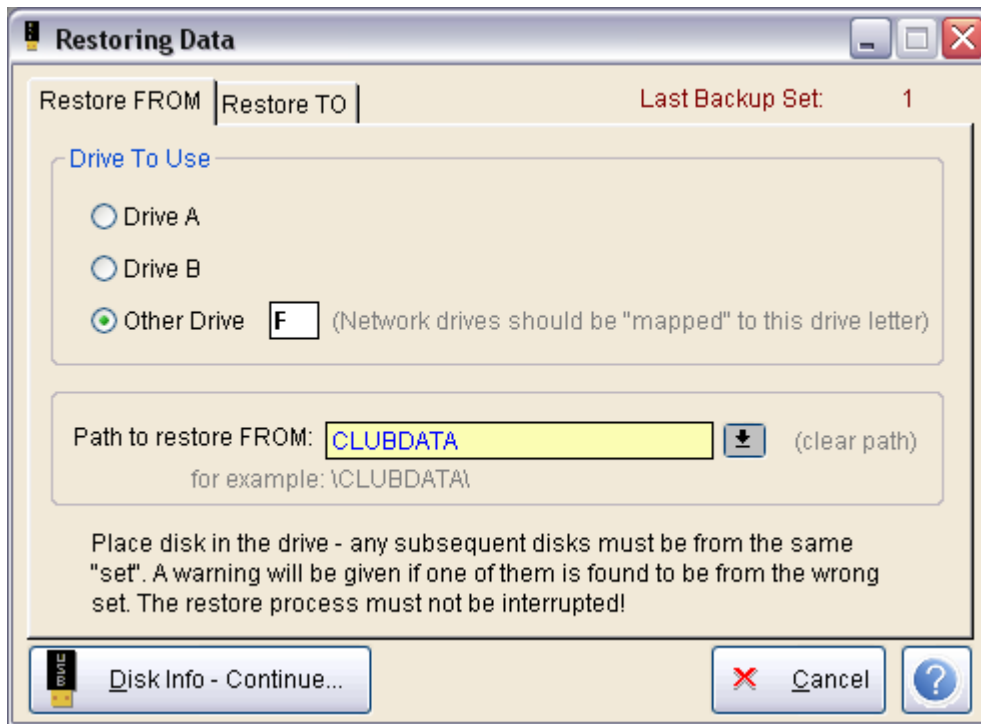 Restoring Data
Restore FROM Restore TO Last Backup Set: 1
Drive To Use
Drive A
Drive B
Other Drive F (Network drives should be "mapped" to this drive letter)
Path to restore FROM: CLUBDATA (clear path)
for example: \CLUBDATA\
Place disk in the drive - any subsequent disks must be from the same
"set". A warning will be given if one of them is found to be from the wrong
set. The restore process must not be interrupted!
USB Disk Info - Continue... Cancel ?